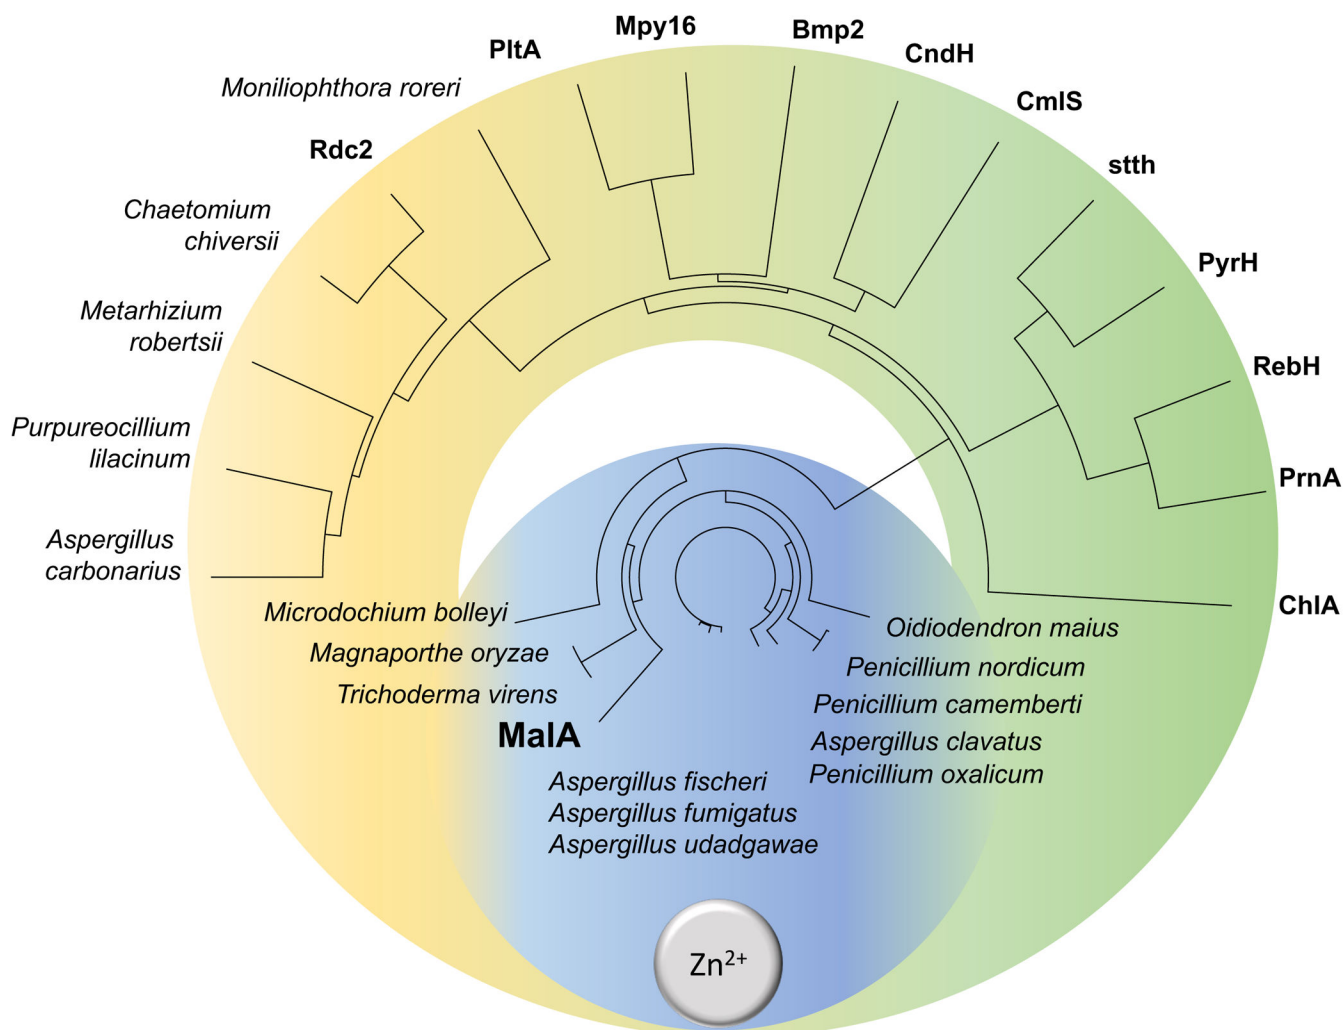 Mpy16
Bmp2
PltA
CndH
Moniliophthora roreri
CmlS
Rdc2
stth
Chaetomium
chiversii
PyrH
Metarhizium
robertsii
RebH
Purpureocillium
lilacinum
PrnA
Aspergillus
carbonarius
ChlA
Microdochium bolleyi
Oidiodendron maius
Magnaporthe oryzae
Penicillium nordicum
Trichoderma virens
Penicillium camemberti
MalA
Aspergillus clavatus
Penicillium oxalicum
Aspergillus fischeri
Aspergillus fumigatus
Aspergillus udadgawae
Zn²⁺